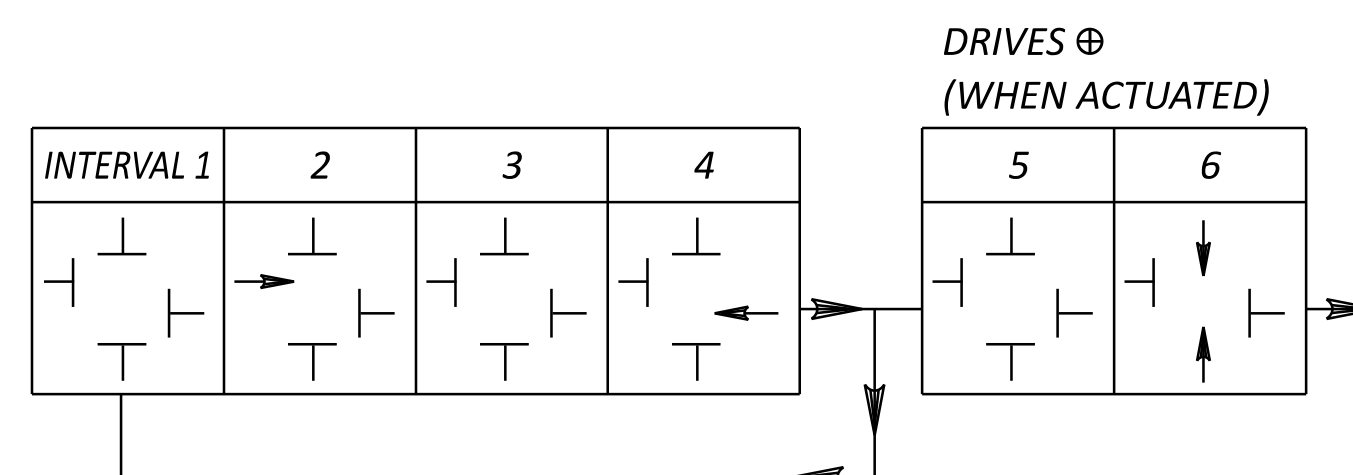 DRIVES ⊕
(WHEN ACTUATED)
INTERVAL 1 2 3 4 5 6